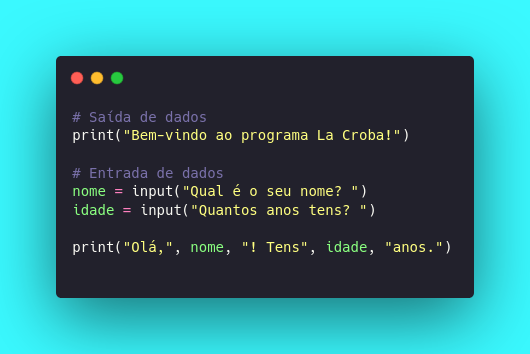 # Saída de dados
print("Bem-vindo ao programa La Croba!")
# Entrada de dados
nome = input("Qual é o seu nome? ")
idade = input("Quantos anos tens? ")
print("Olá,", nome, "! Tens", idade, "anos.")